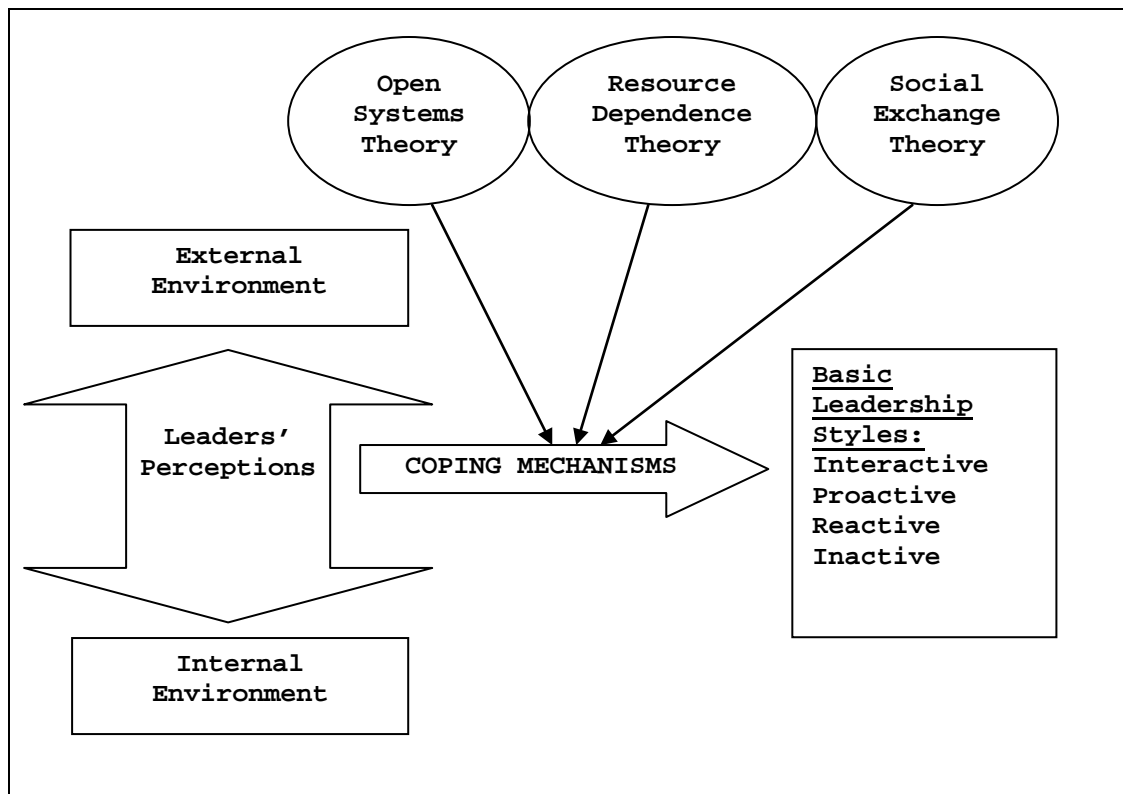 Open
Systems
Theory
Resource
Dependence
Theory
Social
Exchange
Theory
External
Environment
Leaders’
Perceptions
COPING MECHANISMS
Basic
Leadership
Styles:
Interactive
Proactive
Reactive
Inactive
Internal
Environment